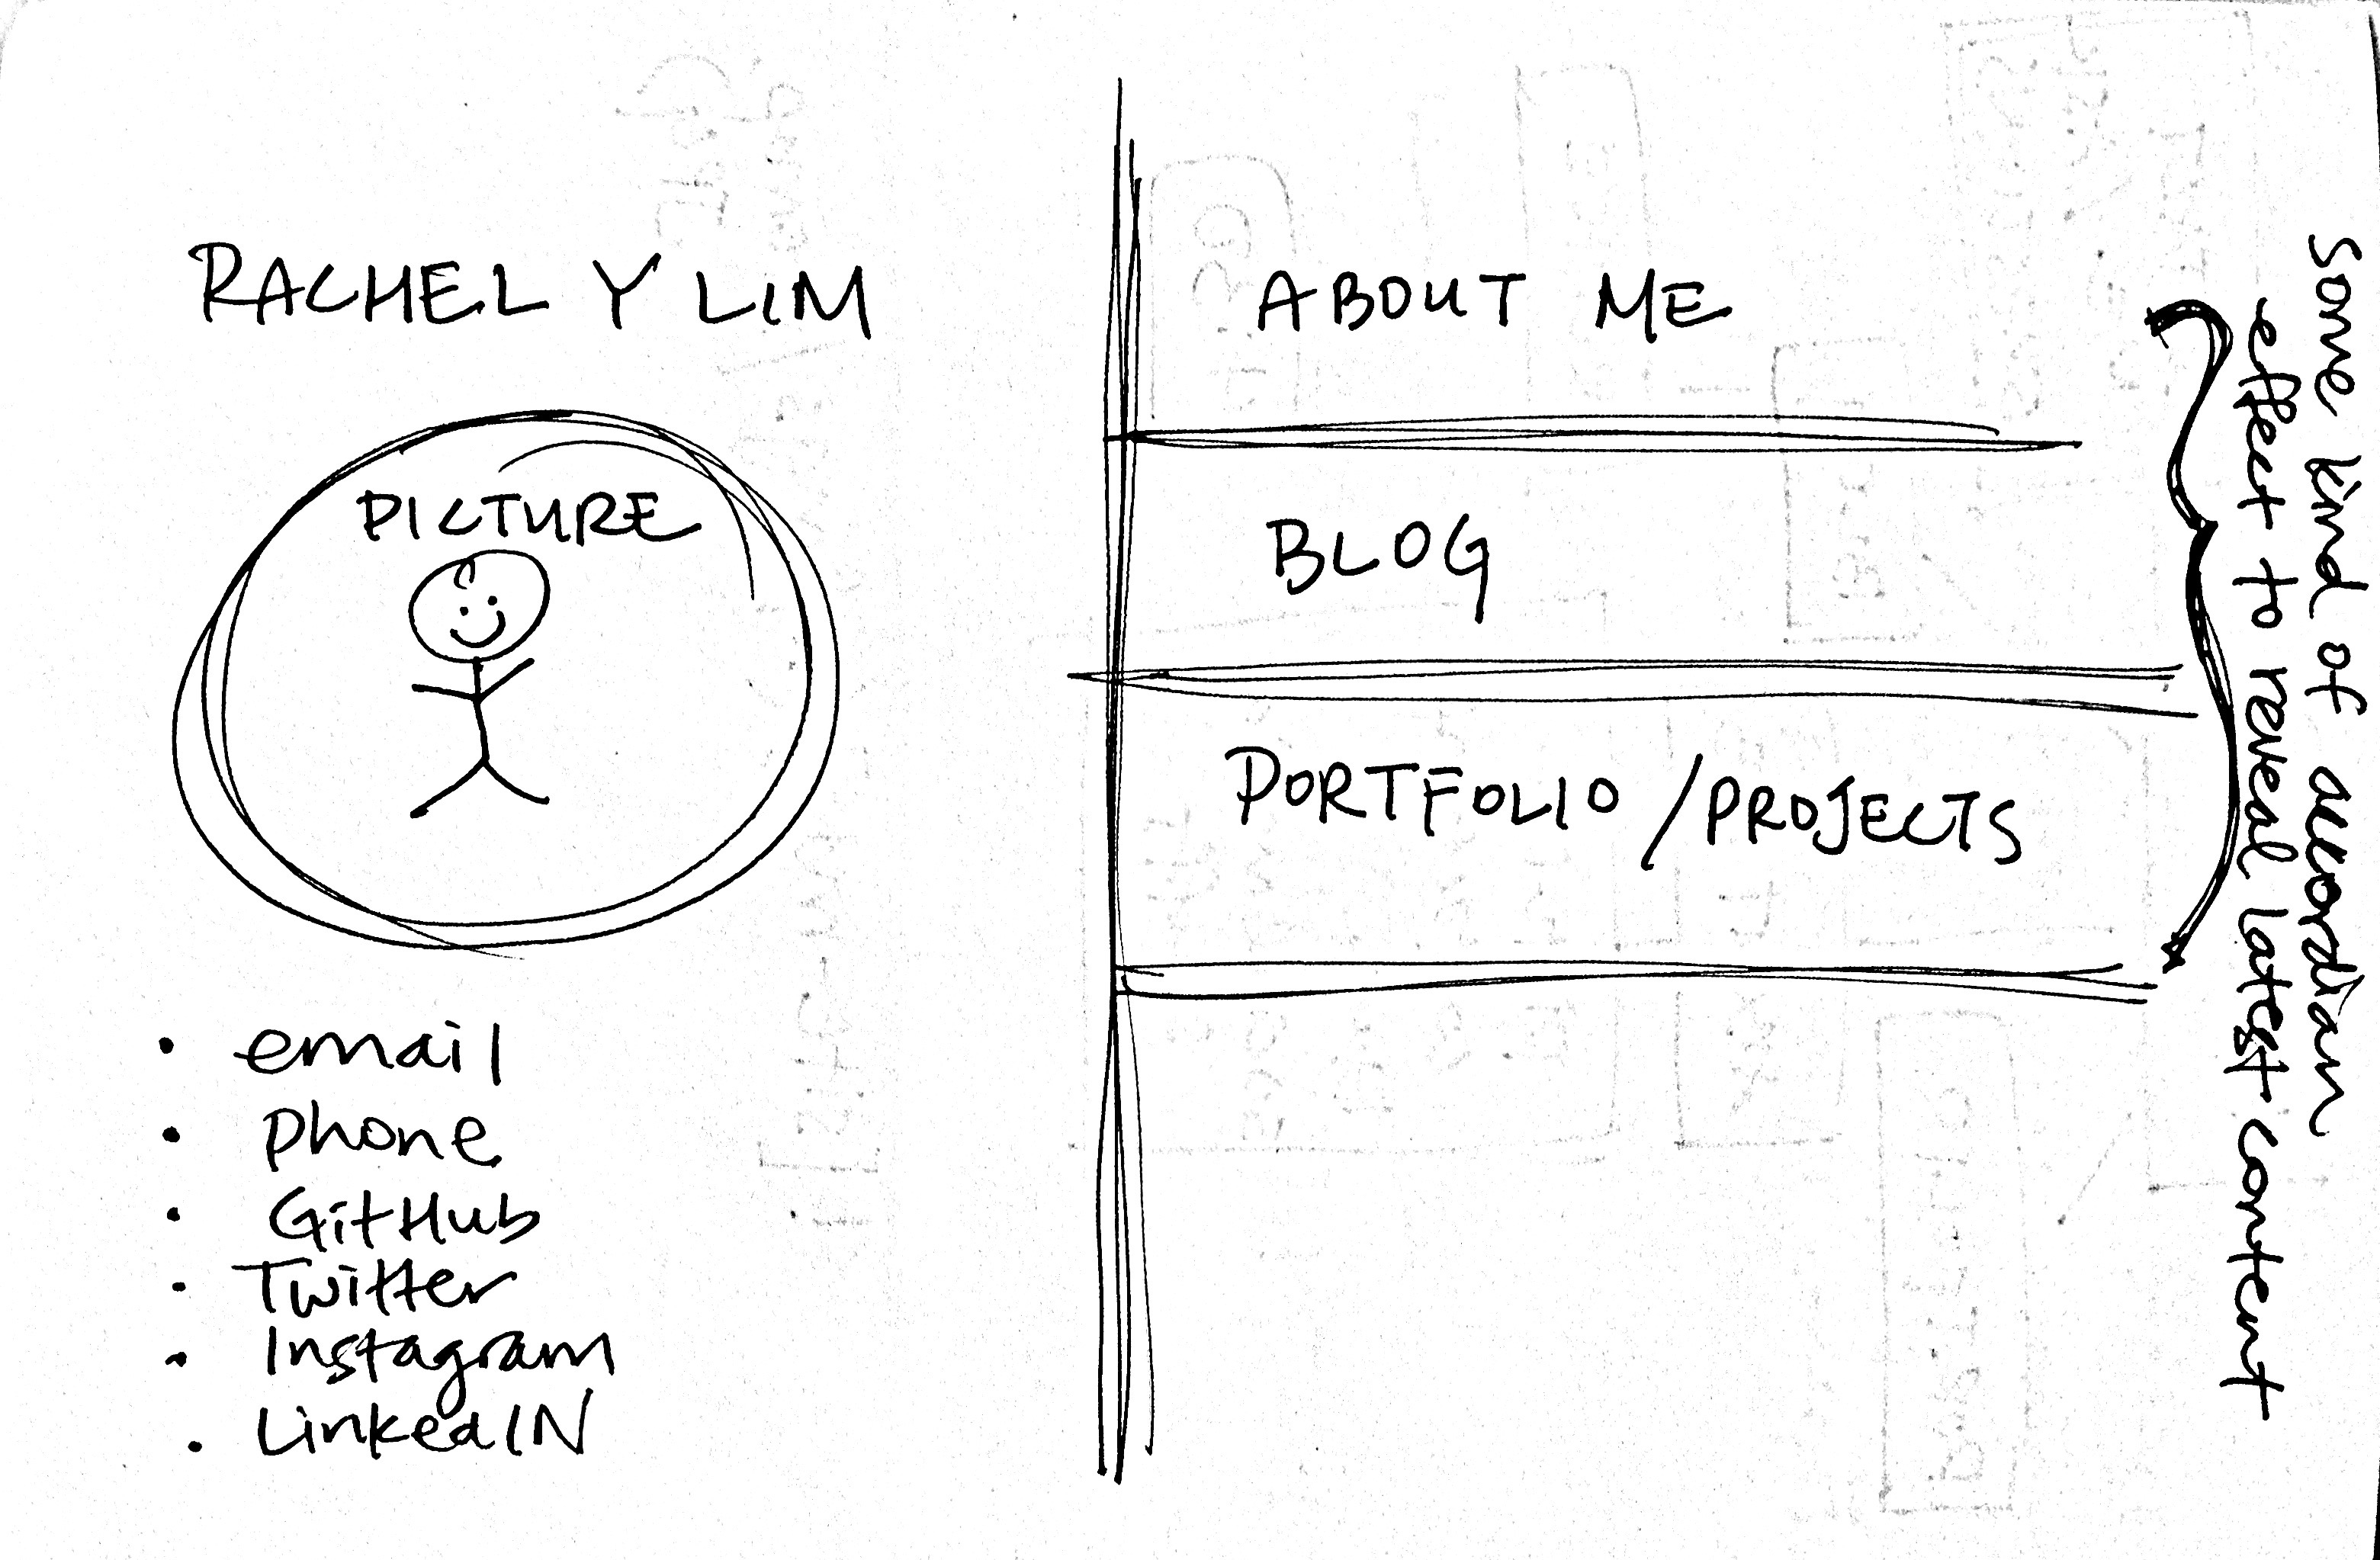 RACHEL Y LIM
PICTURE
• email
• phone
• GitHub
• Twitter
• Instagram
• LinkedIN
ABOUT ME
BLOG
PORTFOLIO / PROJECTS
some kind of accordian
effect to reveal latest content